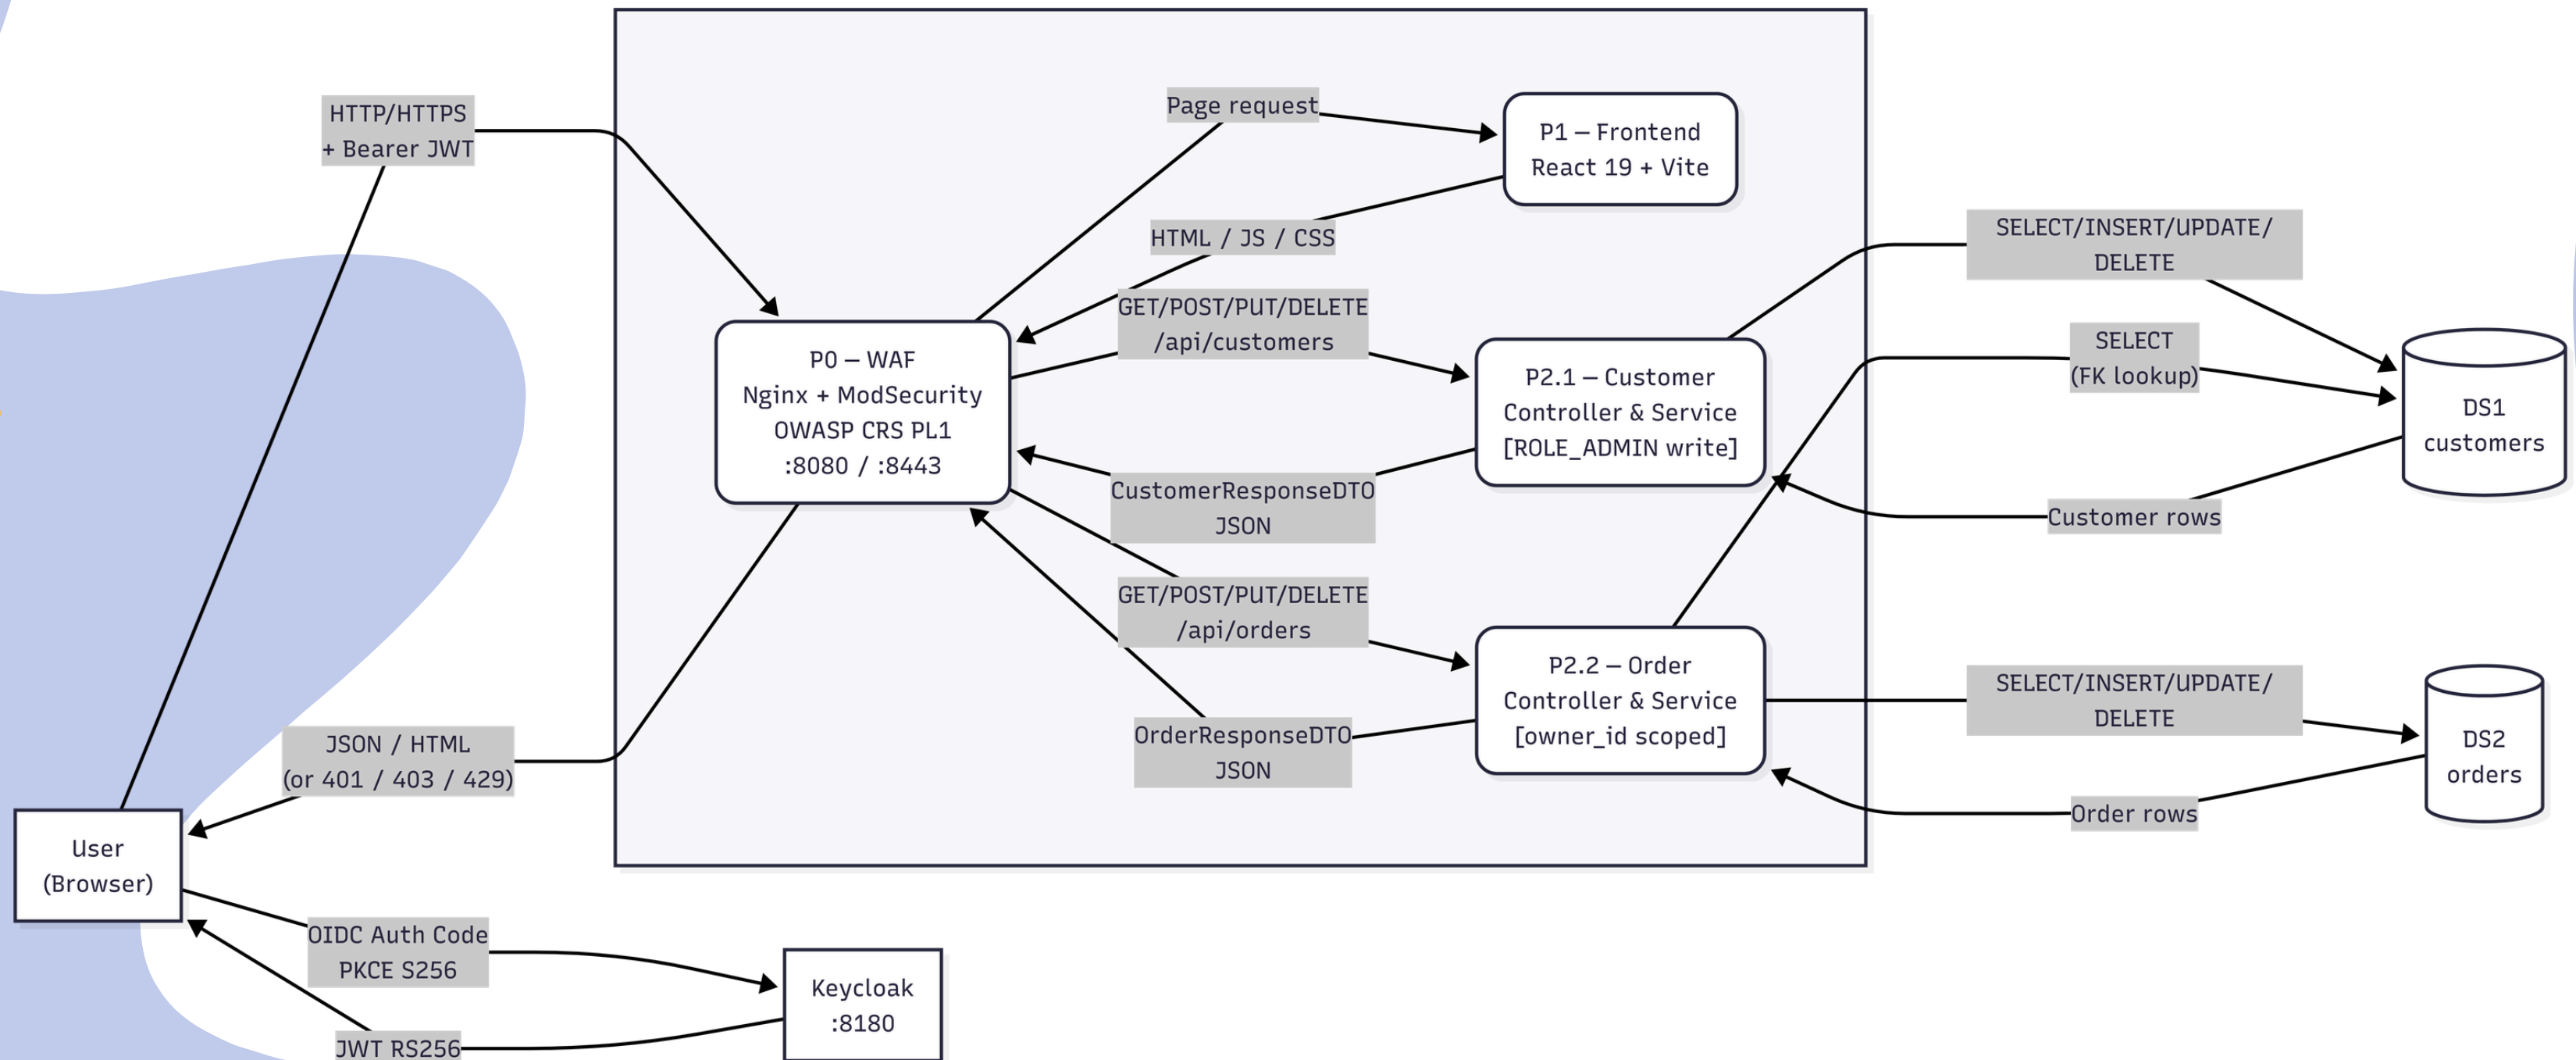 HTTP/HTTPS
+ Bearer JWT
Page request
P1 – Frontend
React 19 + Vite
HTML / JS / CSS
SELECT/INSERT/UPDATE/
DELETE
GET/POST/PUT/DELETE
/api/customers
SELECT
(FK lookup)
P0 – WAF
Nginx + ModSecurity
OWASP CRS PL1
:8080 / :8443
P2.1 – Customer
Controller & Service
[ROLE_ADMIN write]
DS1
customers
CustomerResponseDTO
JSON
Customer rows
GET/POST/PUT/DELETE
/api/orders
P2.2 – Order
Controller & Service
[owner_id scoped]
SELECT/INSERT/UPDATE/
DELETE
OrderResponseDTO
JSON
DS2
orders
JSON / HTML
(or 401 / 403 / 429)
Order rows
User
(Browser)
OIDC Auth Code
PKCE S256
Keycloak
:8180
JWT RS256